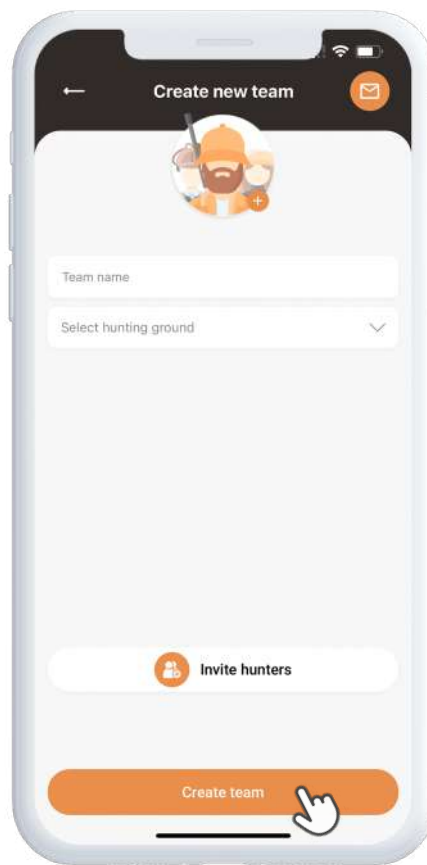 Create new team
Team name
Select hunting ground
Invite hunters
Create team